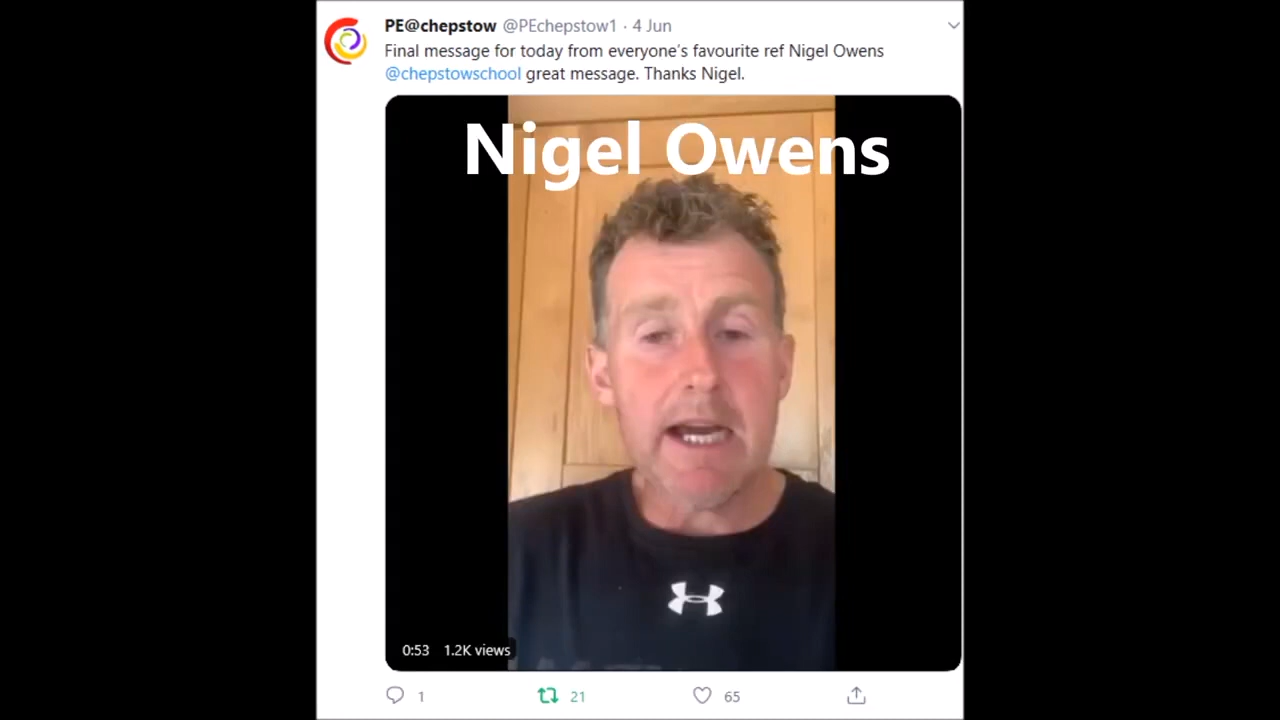 PE@chepstow @PEchepstow1 · 4 Jun
Final message for today from everyone's favourite ref Nigel Owens
@chepstowschool great message. Thanks Nigel.
Nigel Owens
0:53 1.2K views
1 21 65